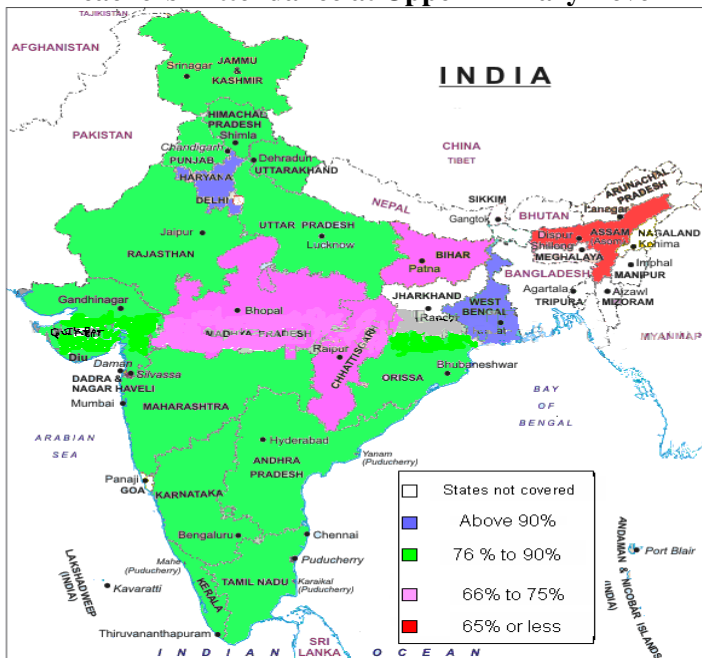 TAJIKISTAN
AFGHANISTAN
JAMMU
&
KASHMIR
Srinagar
INDIA
HIMACHAL
PRADESH
Shimla
PAKISTAN
Chandigarh
PUNJAB
Dehradun
UTTARAKHAND
CHINA
TIBET
HARYANA
DELHI
ARUNACHAL
PRADESH
NEPAL
SIKKIM
Gangtok
BHUTAN
Itanagar
Jaipur
UTTAR PRADESH
Lucknow
RAJASTHAN
Dispur
ASSAM
(Asom)
NAGALAND
Kohima
Shillong
MEGHALAYA
BIHAR
Patna
Imphal
MANIPUR
BANGLADESH
Gandhinagar
Bhopal
JHARKHAND
Ranchi
WEST
BENGAL
Agartala
TRIPURA
Aizawl
MIZORAM
MADHYA PRADESH
MYANMAR
Diu
Raipur
CHHATTISGARH
Daman
Silvassa
DADRA &
NAGAR HAVELI
ORISSA
Bhubaneshwar
Mumbai
MAHARASHTRA
BAY
OF
BENGAL
ARABIAN
SEA
Hyderabad
ANDHRA
PRADESH
Yanam
(Puducherry)
Panaji
GOA
KARNATAKA
States not covered
Above 90%
76 % to 90%
66% to 75%
65% or less
Bengaluru
Chennai
Mahe
(Puducherry)
Puducherry
LAKSHADWEEP
(INDIA)
Kavaratti
KERALA
TAMIL NADU
Karaikal
(Puducherry)
Thiruvananthapuram
SRI
LANKA
ANDAMAN & NICOBAR ISLANDS
(INDIA)
Port Blair
INDIAN OCEAN